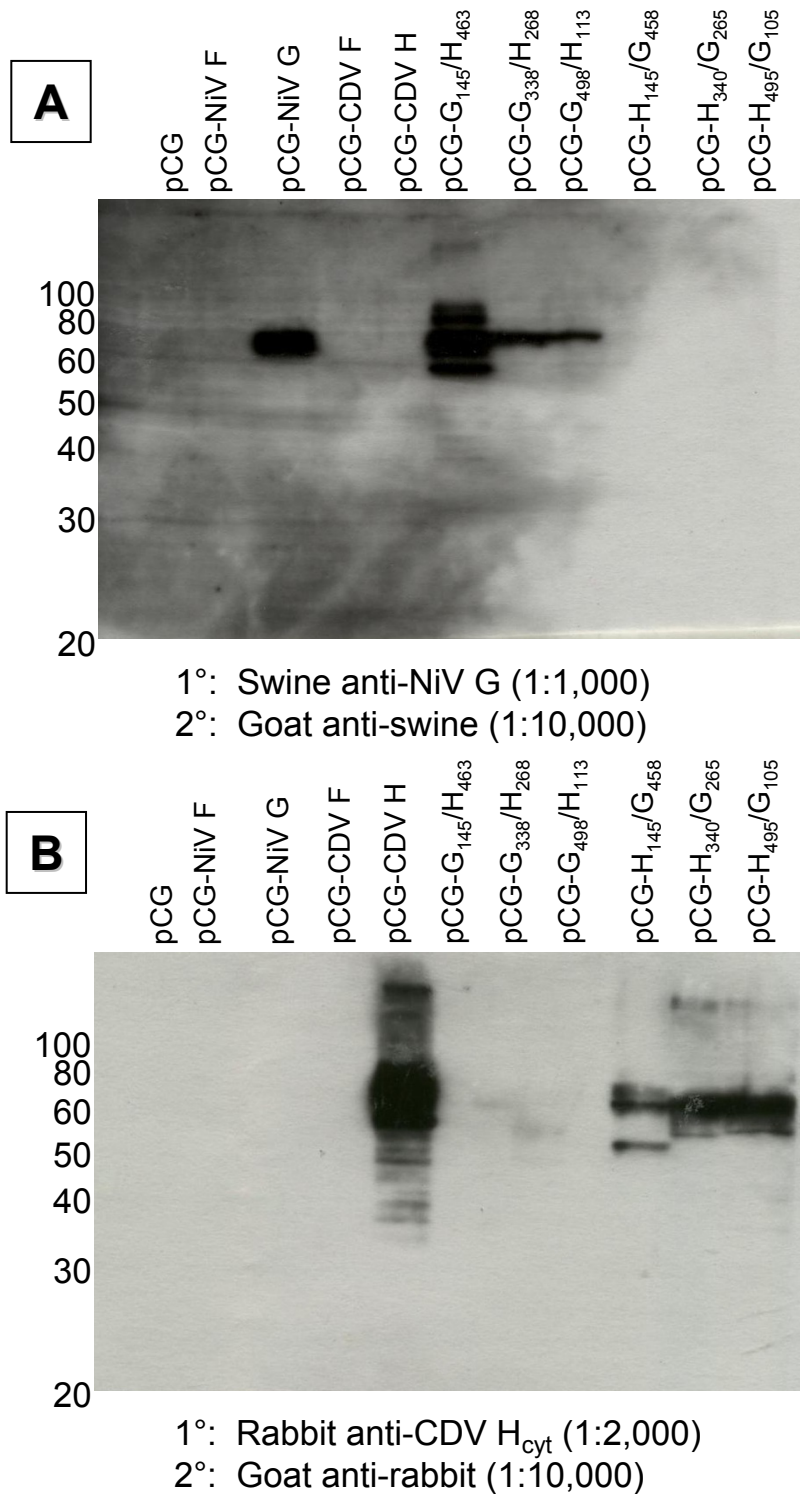 A
pCG
pCG-NiV F
pCG-NiV G
pCG-CDV F
pCG-CDV H
pCG-G145/H463
pCG-G338/H268
pCG-G498/H113
pCG-H145/G458
pCG-H340/G265
pCG-H495/G105
100
80
60
50
40
30
20
1°: Swine anti-NiV G (1:1,000)
2°: Goat anti-swine (1:10,000)
B
pCG
pCG-NiV F
pCG-NiV G
pCG-CDV F
pCG-CDV H
pCG-G145/H463
pCG-G338/H268
pCG-G498/H113
pCG-H145/G458
pCG-H340/G265
pCG-H495/G105
100
80
60
50
40
30
20
1°: Rabbit anti-CDV Hcyt (1:2,000)
2°: Goat anti-rabbit (1:10,000)